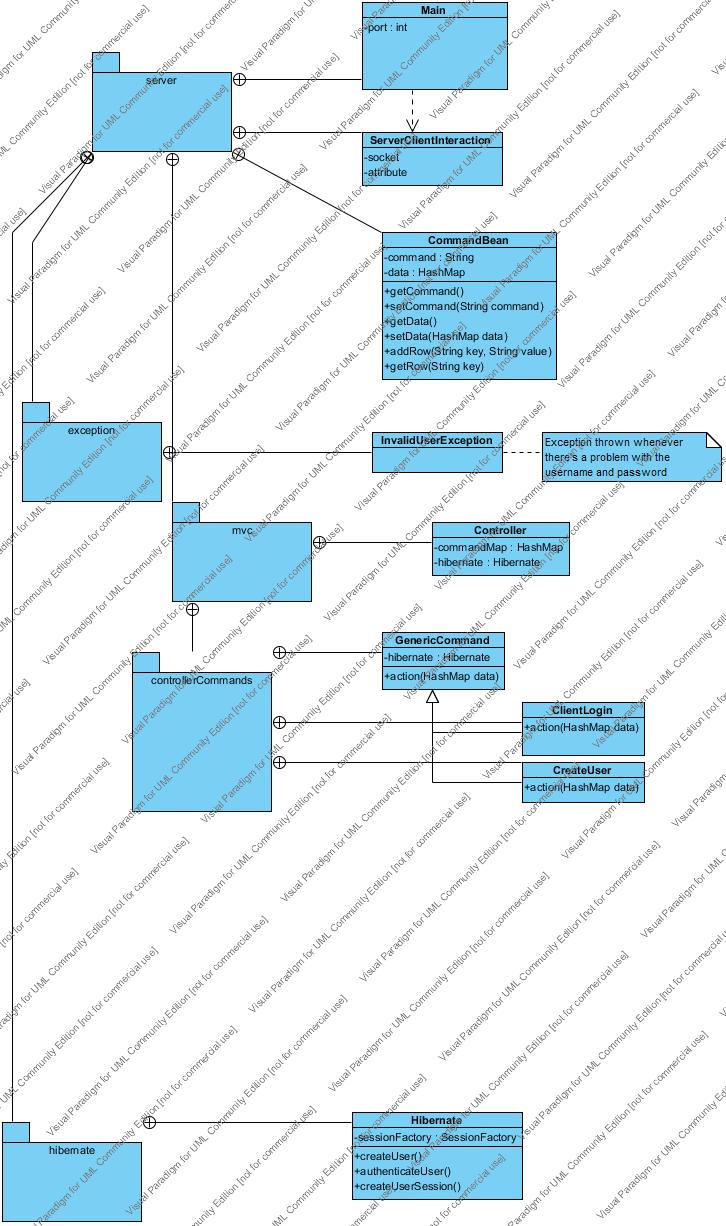 Main
-port : int
server
ServerClientInteraction
-socket
-attribute
CommandBean
-command : String
-data : HashMap
+getCommand()
+setCommand(String command)
+getData()
+setData(HashMap data)
+addRow(String key, String value)
+getRow(String key)
exception
InvalidUserException
Exception thrown whenever
there's a problem with the
username and password
mvc
Controller
-commandMap : HashMap
-hibernate : Hibernate
GenericCommand
-hibernate : Hibernate
+action(HashMap data)
controllerCommands
ClientLogin
+action(HashMap data)
CreateUser
+action(HashMap data)
Hibernate
-sessionFactory : SessionFactory
+createUser()
+authenticateUser()
+createUserSession()
hibernate
Visual Paradigm for UML Community Edition [not for commercial use]